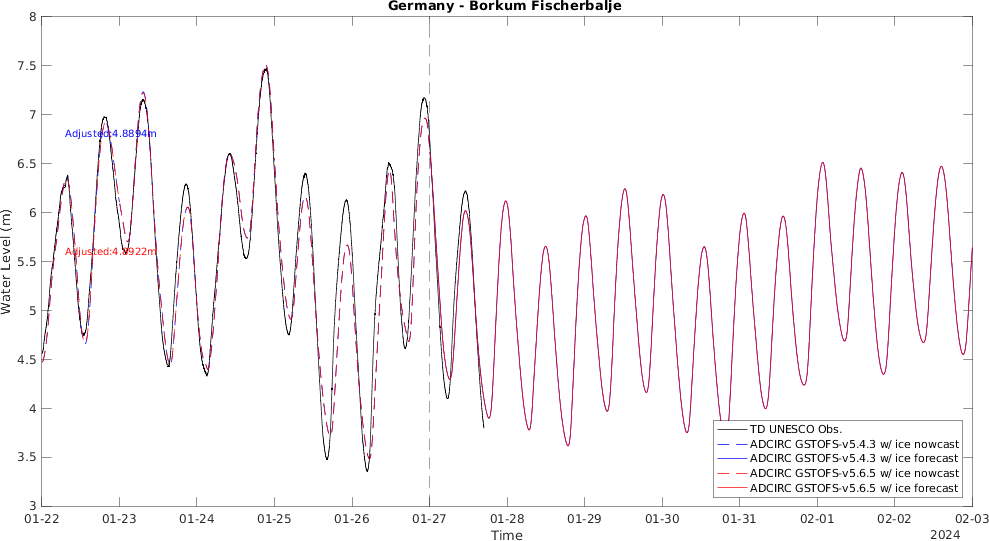 Germany - Borkum Fischerbalje
8
7.5
7
6.5
6
5.5
5
4.5
4
3.5
3
Water Level (m)
Adjusted:4.8894m
Adjusted:4.8922m
TD UNESCO Obs.
ADCIRC GSTOFS-v5.4.3 w/ ice nowcast
ADCIRC GSTOFS-v5.4.3 w/ ice forecast
ADCIRC GSTOFS-v5.6.5 w/ ice nowcast
ADCIRC GSTOFS-v5.6.5 w/ ice forecast
01-22 01-23 01-24 01-25 01-26 01-27 01-28 01-29 01-30 01-31 02-01 02-02 02-03
Time
2024